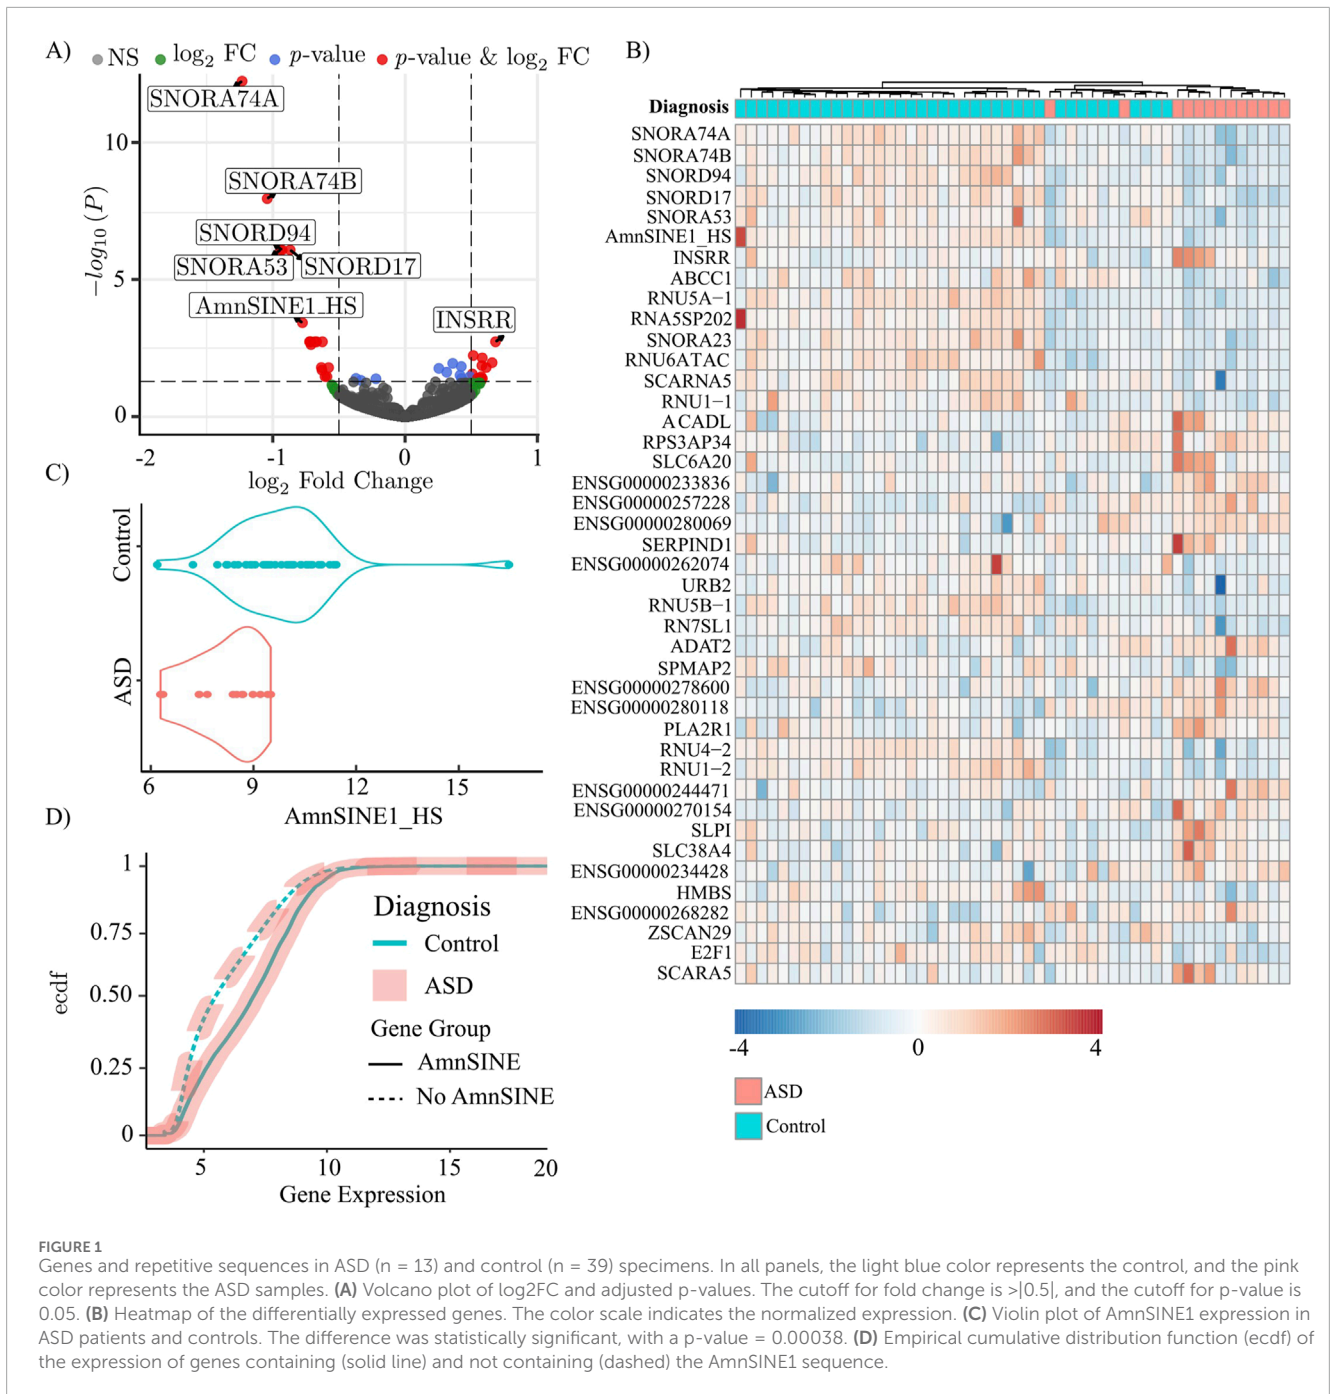 A)
NS log2 FC p-value p-value & log2 FC
SNORA74A
SNORA74B
SNORD94
SNORA53 SNORD17
AmnSINE1_HS
INSRR
−log10 (P)
10
5
0
-2 -1 0 1
log2 Fold Change
B)
Diagnosis
SNORA74A
SNORA74B
SNORD94
SNORD17
SNORA53
AmnSINE1_HS
INSRR
ABCC1
RNU5A−1
RNA5SP202
SNORA23
RNU6ATAC
SCARNA5
RNU1−1
ACADL
RPS3AP34
SLC6A20
ENSG00000233836
ENSG00000257228
ENSG00000280069
SERPIND1
ENSG00000262074
URB2
RNU5B−1
RN7SL1
ADAT2
SPMAP2
ENSG00000278600
ENSG00000280118
PLA2R1
RNU4−2
RNU1−2
ENSG00000244471
ENSG00000270154
SLPI
SLC38A4
ENSG00000234428
HMBS
ENSG00000268282
ZSCAN29
E2F1
SCARA5
-4 0 4
ASD
Control
C)
Control
ASD
6 9 12 15
AmnSINE1_HS
D)
ecdf
1
0.75
0.50
0.25
0
5 10 15 20
Gene Expression
Diagnosis
Control
ASD
Gene Group
AmnSINE
No AmnSINE
FIGURE 1
Genes and repetitive sequences in ASD (n = 13) and control (n = 39) specimens. In all panels, the light blue color represents the control, and the pink
color represents the ASD samples. (A) Volcano plot of log2FC and adjusted p-values. The cutoff for fold change is >|0.5|, and the cutoff for p-value is
0.05. (B) Heatmap of the differentially expressed genes. The color scale indicates the normalized expression. (C) Violin plot of AmnSINE1 expression in
ASD patients and controls. The difference was statistically significant, with a p-value = 0.00038. (D) Empirical cumulative distribution function (ecdf) of
the expression of genes containing (solid line) and not containing (dashed) the AmnSINE1 sequence.